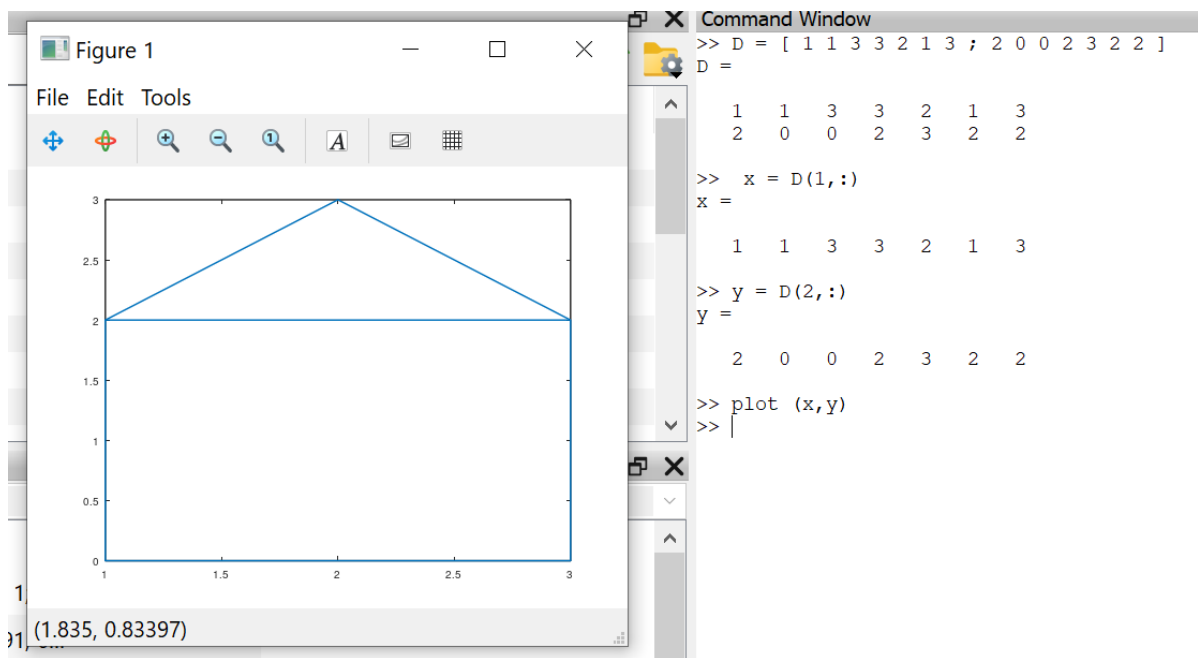 Figure 1
File Edit Tools
A
3
2.5
2
1.5
1
0.5
0
1 1.5 2 2.5 3
(1.835, 0.83397)
Command Window
>> D = [ 1 1 3 3 2 1 3 ; 2 0 0 2 3 2 2 ]
D =
1 1 3 3 2 1 3
2 0 0 2 3 2 2
>>  x = D(1,:)
x =
1 1 3 3 2 1 3
>> y = D(2,:)
y =
2 0 0 2 3 2 2
>> plot (x,y)
>>